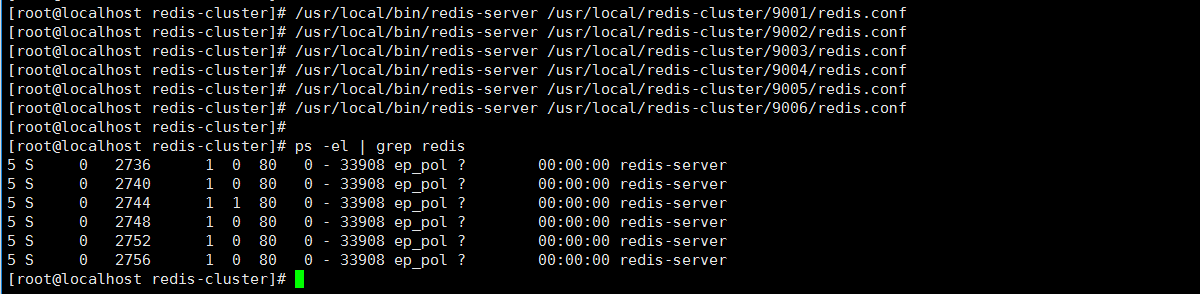 [root@localhost redis-cluster]# /usr/local/bin/redis-server /usr/local/redis-cluster/9001/redis.conf
[root@localhost redis-cluster]# /usr/local/bin/redis-server /usr/local/redis-cluster/9002/redis.conf
[root@localhost redis-cluster]# /usr/local/bin/redis-server /usr/local/redis-cluster/9003/redis.conf
[root@localhost redis-cluster]# /usr/local/bin/redis-server /usr/local/redis-cluster/9004/redis.conf
[root@localhost redis-cluster]# /usr/local/bin/redis-server /usr/local/redis-cluster/9005/redis.conf
[root@localhost redis-cluster]# /usr/local/bin/redis-server /usr/local/redis-cluster/9006/redis.conf
[root@localhost redis-cluster]#
[root@localhost redis-cluster]# ps -el | grep redis
5 S     0   2736      1  0  80   0 - 33908 ep_pol ?        00:00:00 redis-server
5 S     0   2740      1  0  80   0 - 33908 ep_pol ?        00:00:00 redis-server
5 S     0   2744      1  1  80   0 - 33908 ep_pol ?        00:00:00 redis-server
5 S     0   2748      1  0  80   0 - 33908 ep_pol ?        00:00:00 redis-server
5 S     0   2752      1  0  80   0 - 33908 ep_pol ?        00:00:00 redis-server
5 S     0   2756      1  0  80   0 - 33908 ep_pol ?        00:00:00 redis-server
[root@localhost redis-cluster]#